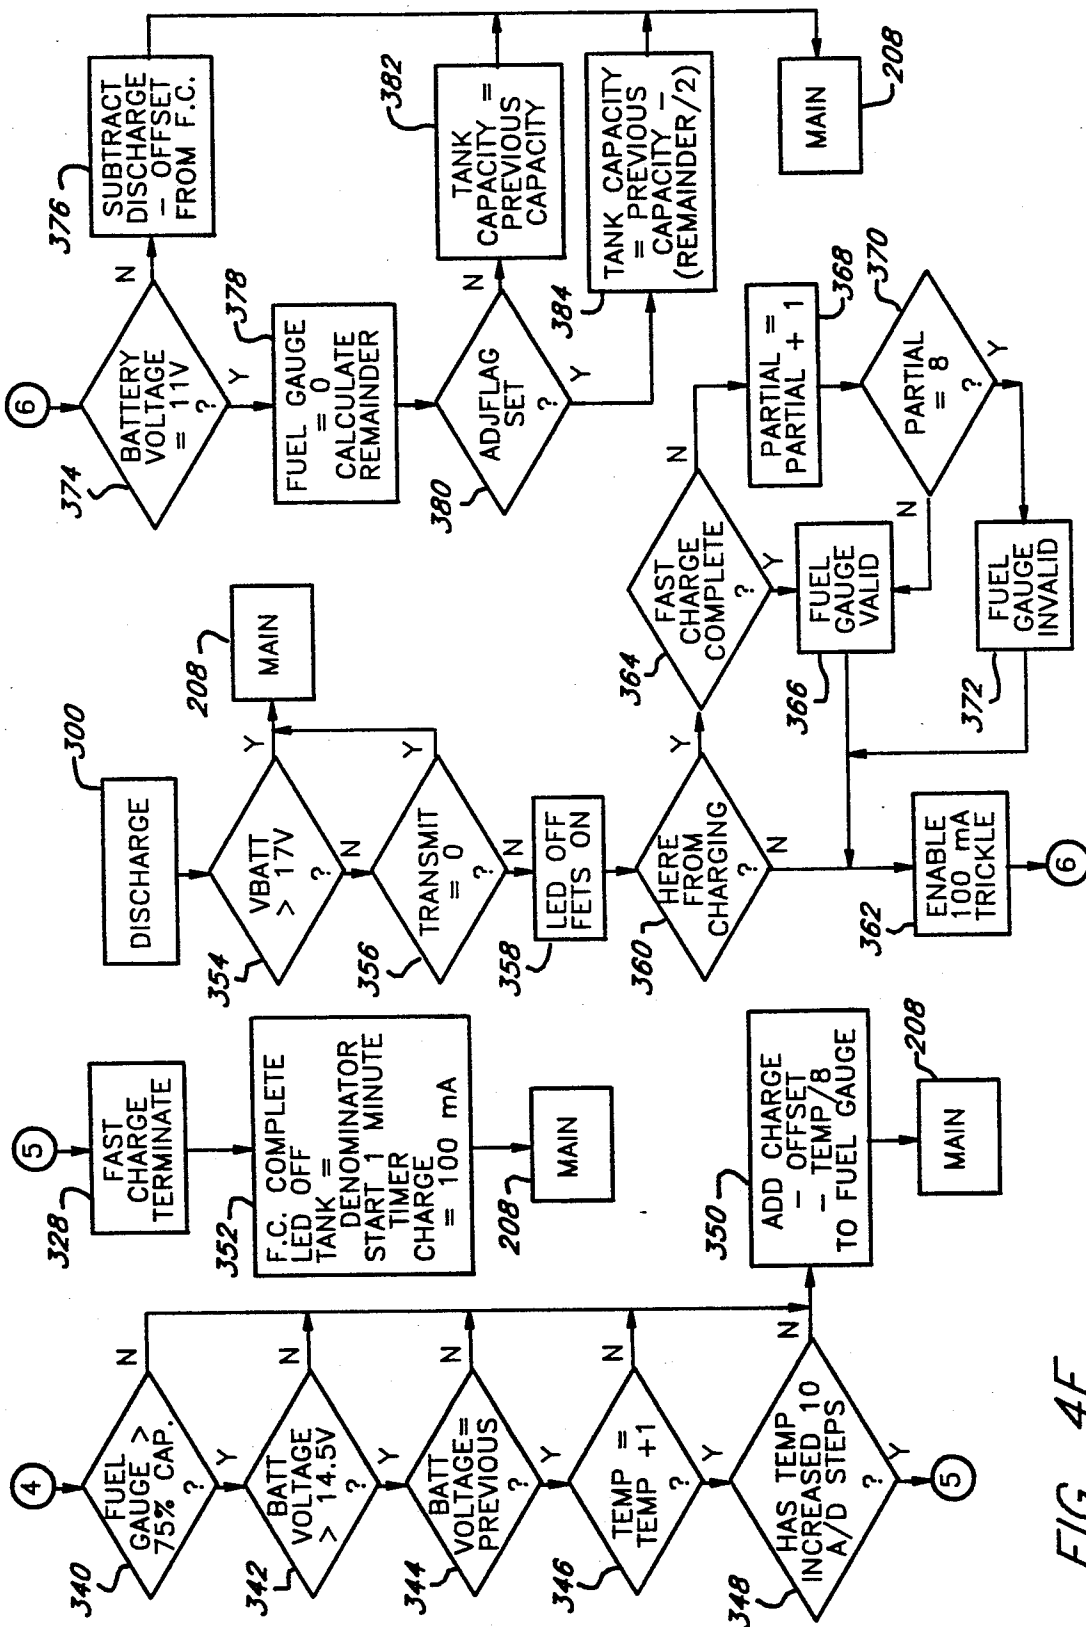 4
340
FUEL
GAUGE >
75% CAP.
?
N
Y
342
BATT
VOLTAGE
> 14.5V
?
N
Y
344
BATT
VOLTAGE=
PREVIOUS
?
N
Y
346
TEMP =
TEMP +1
?
N
Y
348
HAS TEMP
INCREASED 10
A/D STEPS
?
N
Y
5
350
ADD CHARGE
- OFFSET
- TEMP/8
TO FUEL GAUGE
MAIN
208
5
328
FAST
CHARGE
TERMINATE
352
F.C. COMPLETE
LED OFF
TANK =
DENOMINATOR
START 1 MINUTE
TIMER
CHARGE
= 100 mA
MAIN
208
300
DISCHARGE
354
VBATT
> 17V
?
Y
N
MAIN
208
356
TRANSMIT
= 0
?
Y
N
358
LED OFF
FETS ON
360
HERE
FROM
CHARGING
?
Y
N
362
ENABLE
100 mA
TRICKLE
6
364
FAST
CHARGE
COMPLETE
?
N
Y
366
FUEL
GAUGE
VALID
368
PARTIAL =
PARTIAL + 1
370
PARTIAL
= 8
?
N
Y
372
FUEL
GAUGE
INVALID
6
374
BATTERY
VOLTAGE
= 11V
?
N
Y
376
SUBTRACT
DISCHARGE
- OFFSET
FROM F.C.
378
FUEL GAUGE
= 0
CALCULATE
REMAINDER
380
ADJFLAG
SET
?
N
Y
382
TANK
CAPACITY =
PREVIOUS
CAPACITY
384
TANK CAPACITY
= PREVIOUS
CAPACITY -
(REMAINDER/2)
MAIN
208